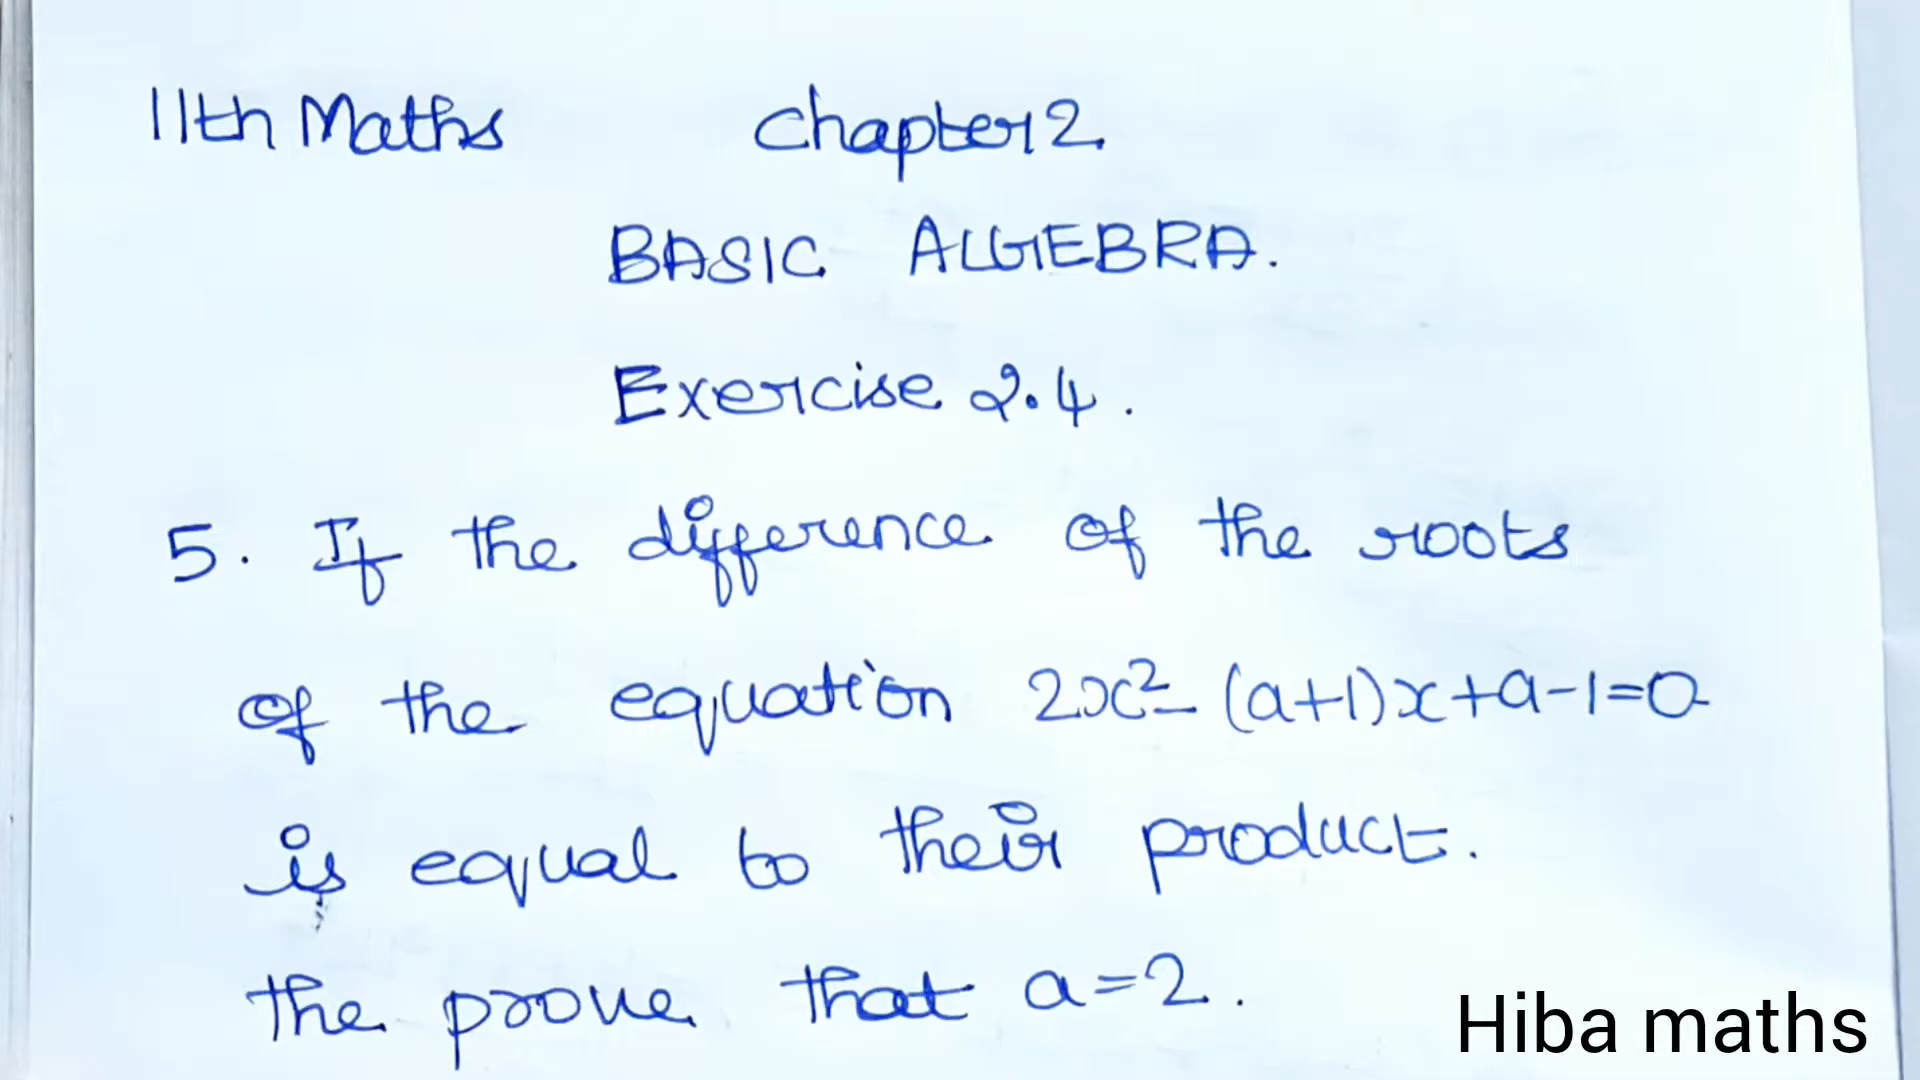 11th Maths Chapter 2
BASIC ALGEBRA.
Exercise 2.4.
5. If the difference of the roots
of the equation 2x²- (a+1)x+a-1=0
is equal to their product.
the prove that a=2.
Hiba maths